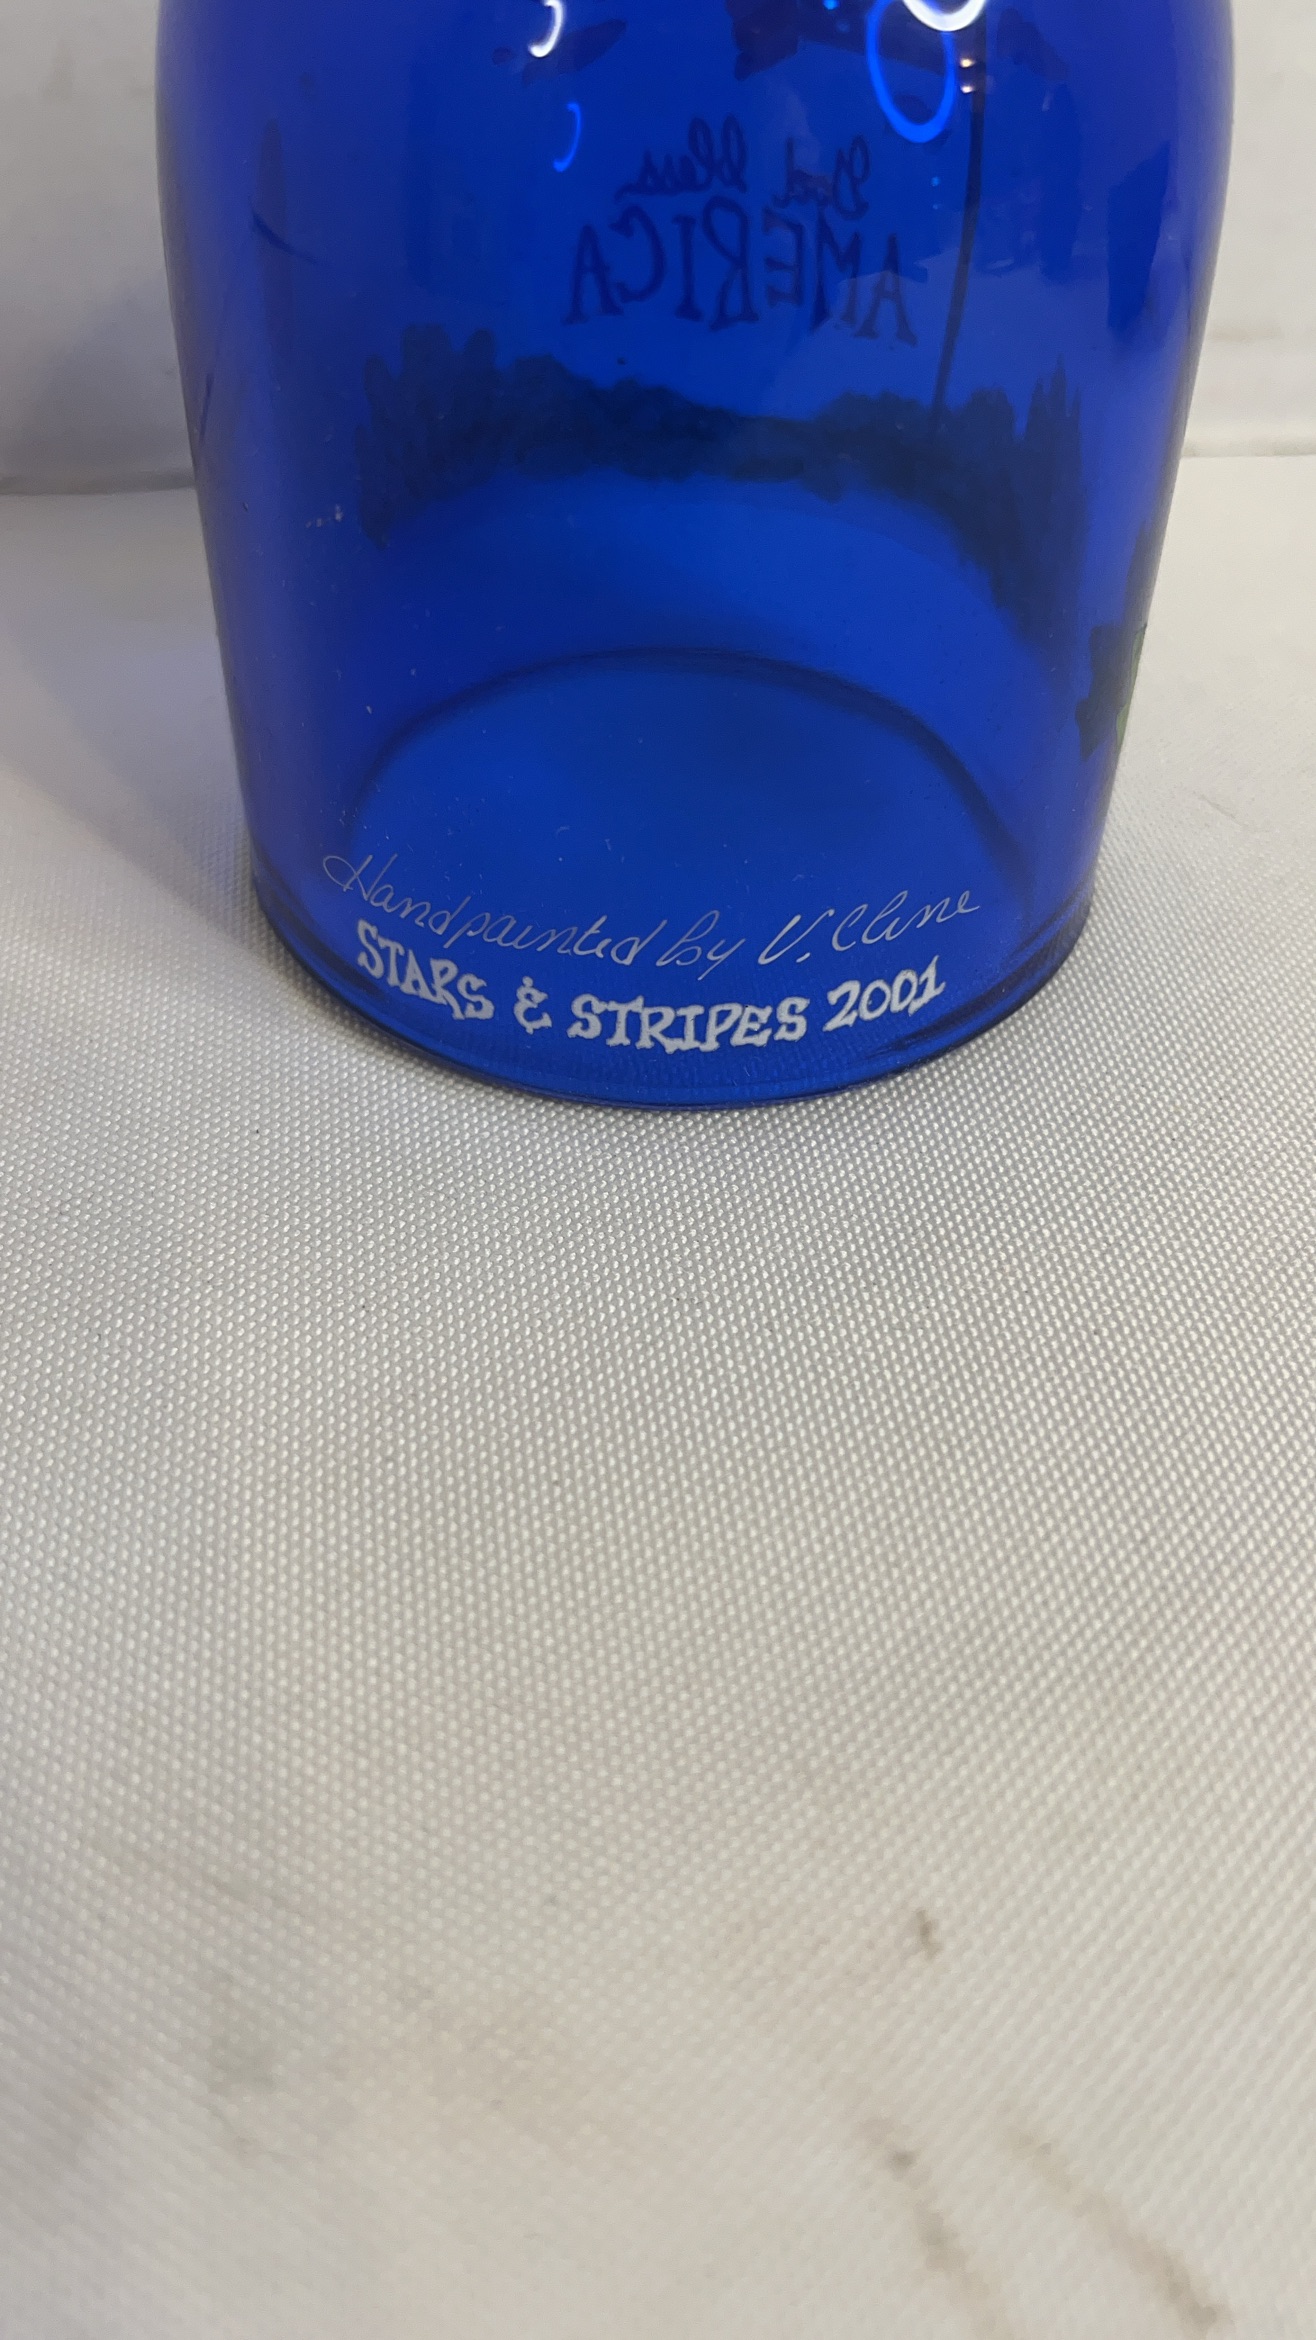 God bless
AMERICA
Handpainted by V. Cline
STARS & STRIPES 2001